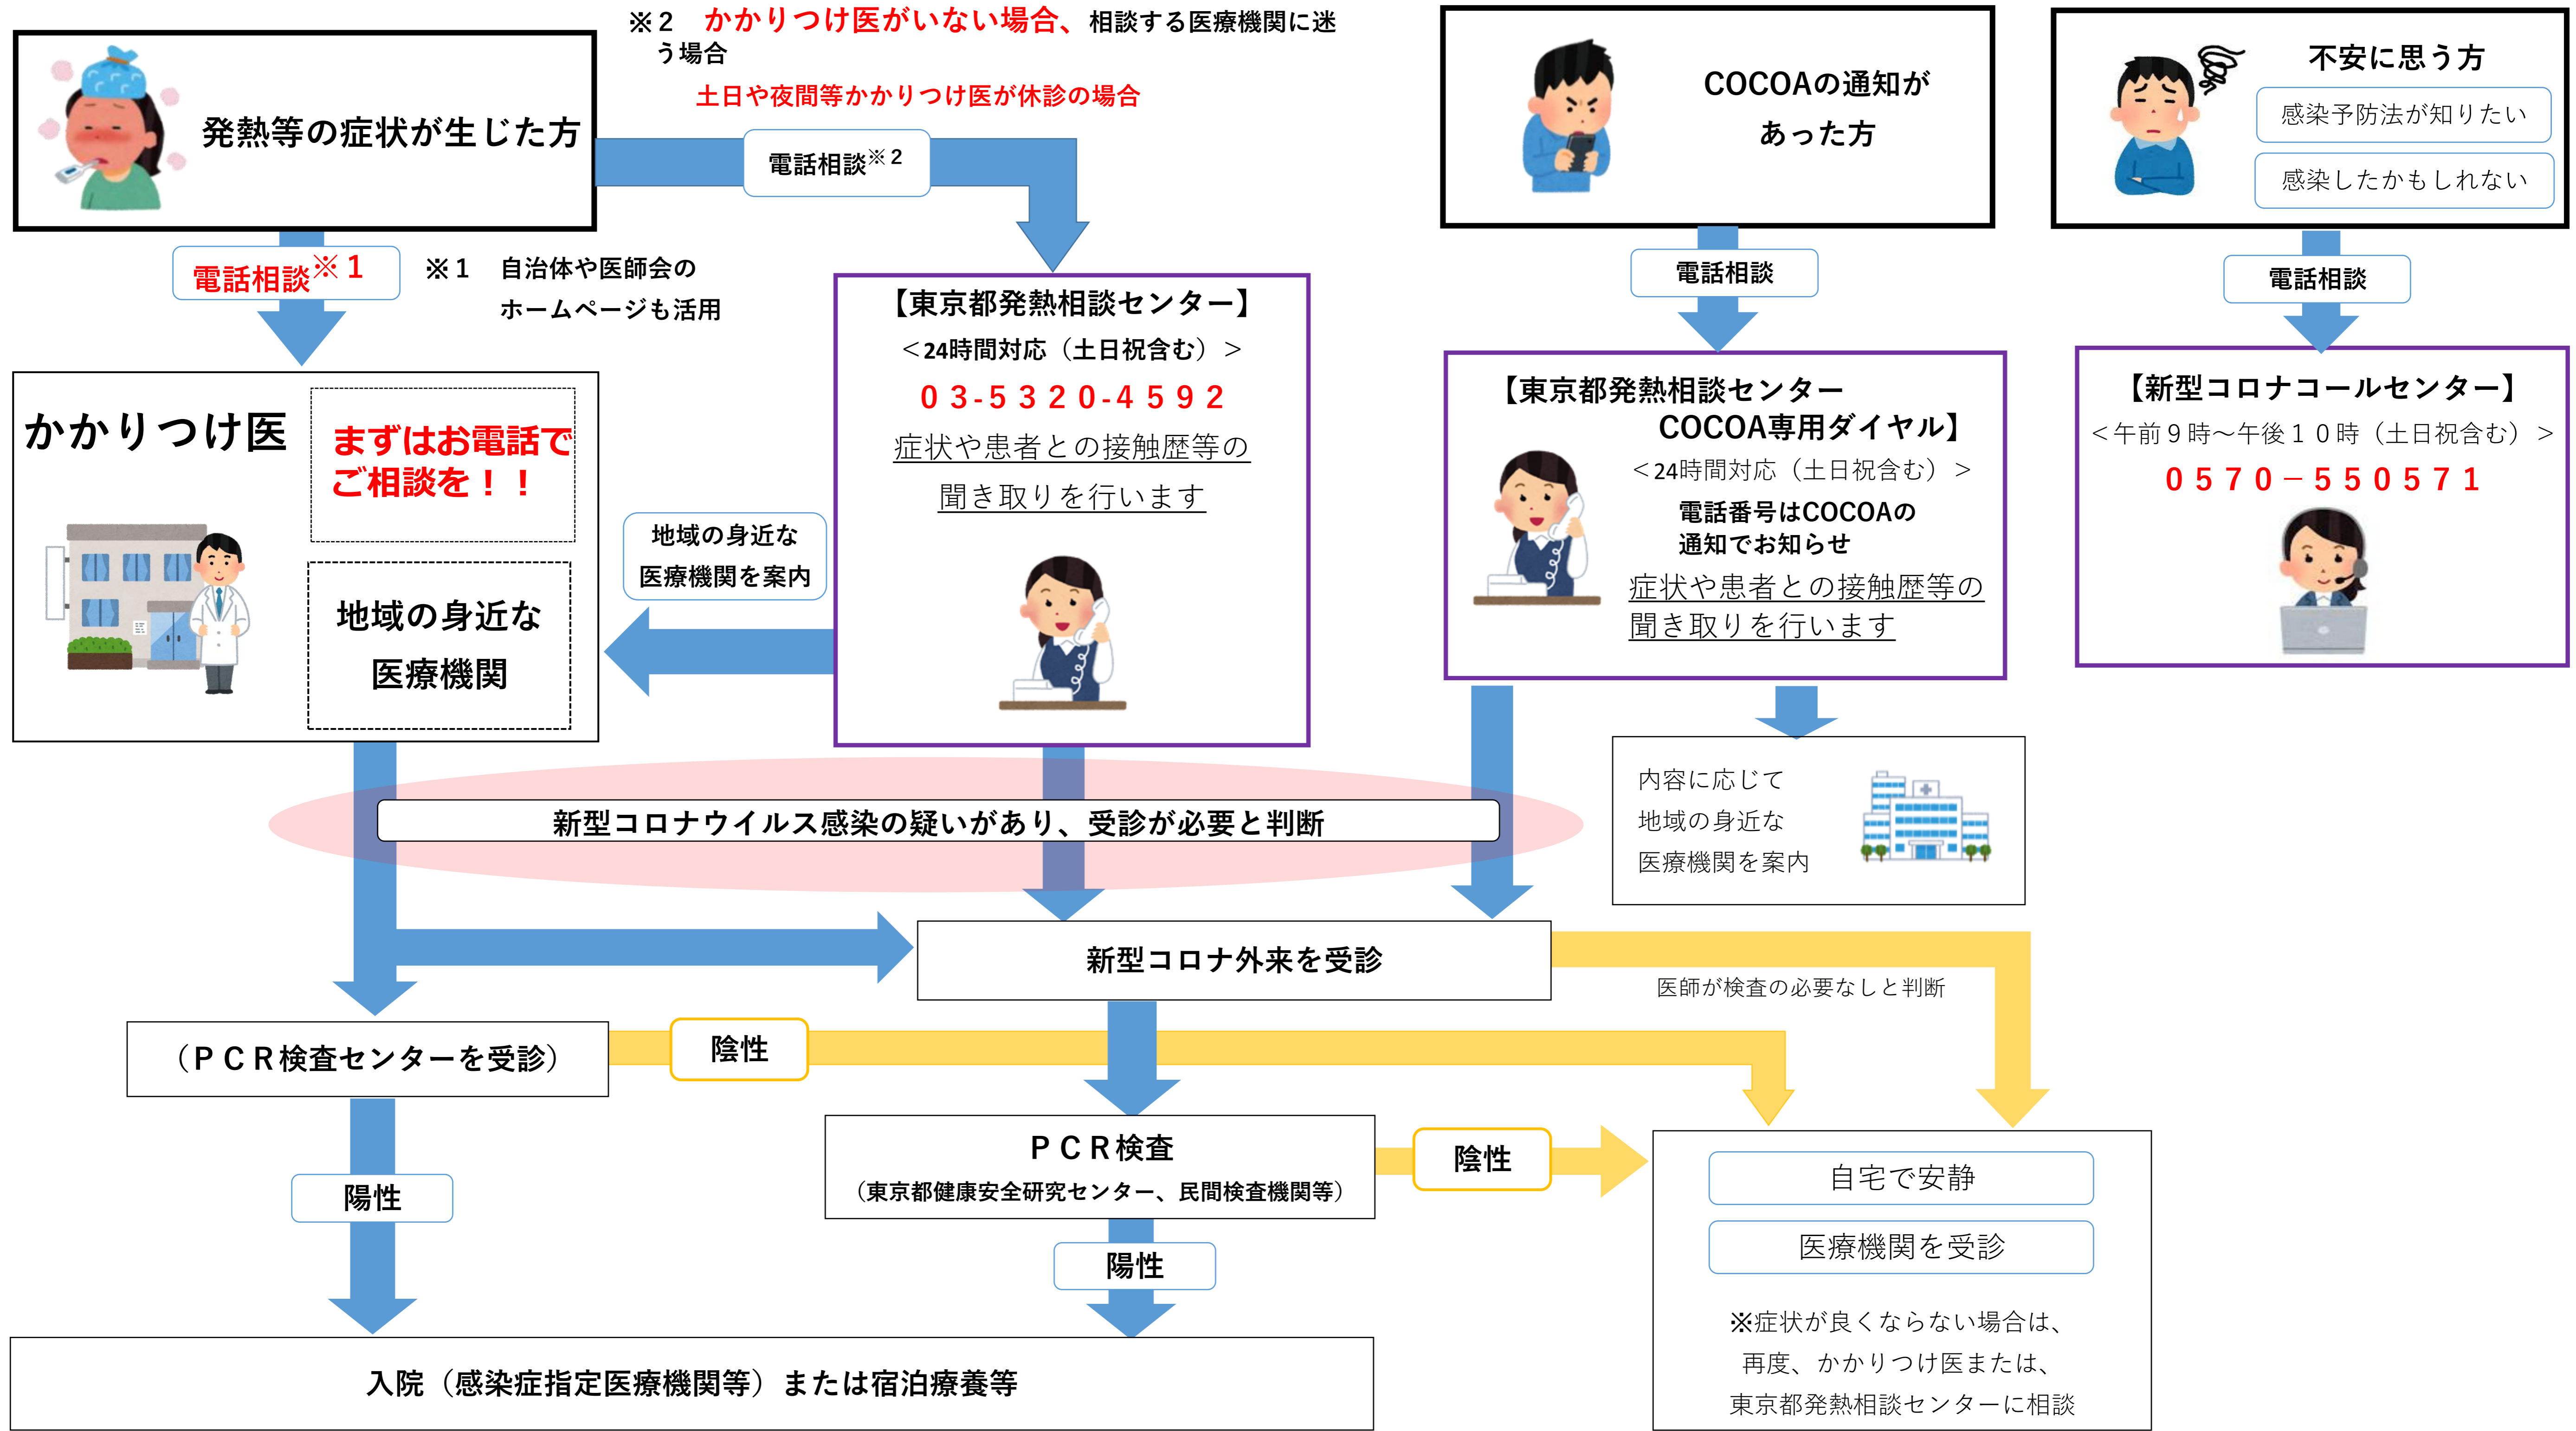 ※２　かかりつけ医がいない場合、相談する医療機関に迷
う場合
土日や夜間等かかりつけ医が休診の場合
発熱等の症状が生じた方
電話相談※２
電話相談※１
※１　自治体や医師会の
ホームページも活用
かかりつけ医
まずはお電話で
ご相談を！！
地域の身近な
医療機関
【東京都発熱相談センター】
＜24時間対応（土日祝含む）＞
０３-５３２０-４５９２
症状や患者との接触歴等の
聞き取りを行います
地域の身近な
医療機関を案内
COCOAの通知が
あった方
電話相談
【東京都発熱相談センター
COCOA専用ダイヤル】
＜24時間対応（土日祝含む）＞
電話番号はCOCOAの
通知でお知らせ
症状や患者との接触歴等の
聞き取りを行います
内容に応じて
地域の身近な
医療機関を案内
不安に思う方
感染予防法が知りたい
感染したかもしれない
電話相談
【新型コロナコールセンター】
＜午前９時～午後１０時（土日祝含む）＞
０５７０－５５０５７１
新型コロナウイルス感染の疑いがあり、受診が必要と判断
新型コロナ外来を受診
医師が検査の必要なしと判断
（ＰＣＲ検査センターを受診）
陰性
ＰＣＲ検査
（東京都健康安全研究センター、民間検査機関等）
陰性
陽性
陽性
自宅で安静
医療機関を受診
※症状が良くならない場合は、
再度、かかりつけ医または、
東京都発熱相談センターに相談
入院（感染症指定医療機関等）または宿泊療養等